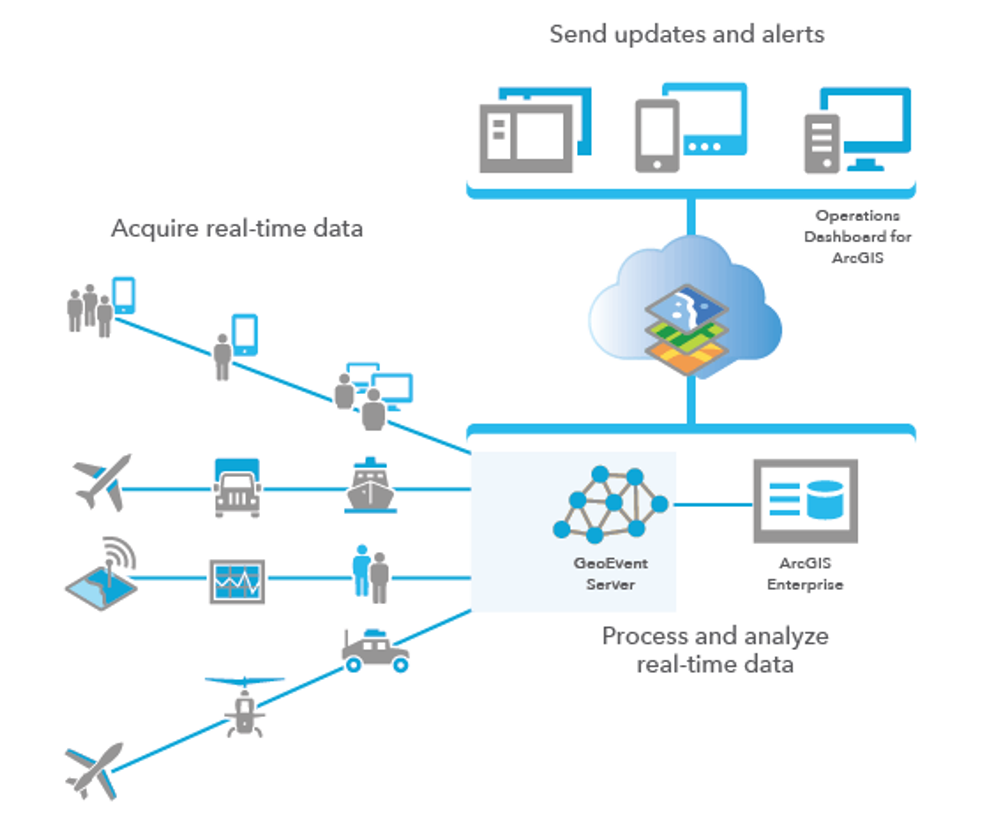 Send updates and alerts
Operations
Dashboard for
ArcGIS
Acquire real-time data
GeoEvent
Server
ArcGIS
Enterprise
Process and analyze
real-time data